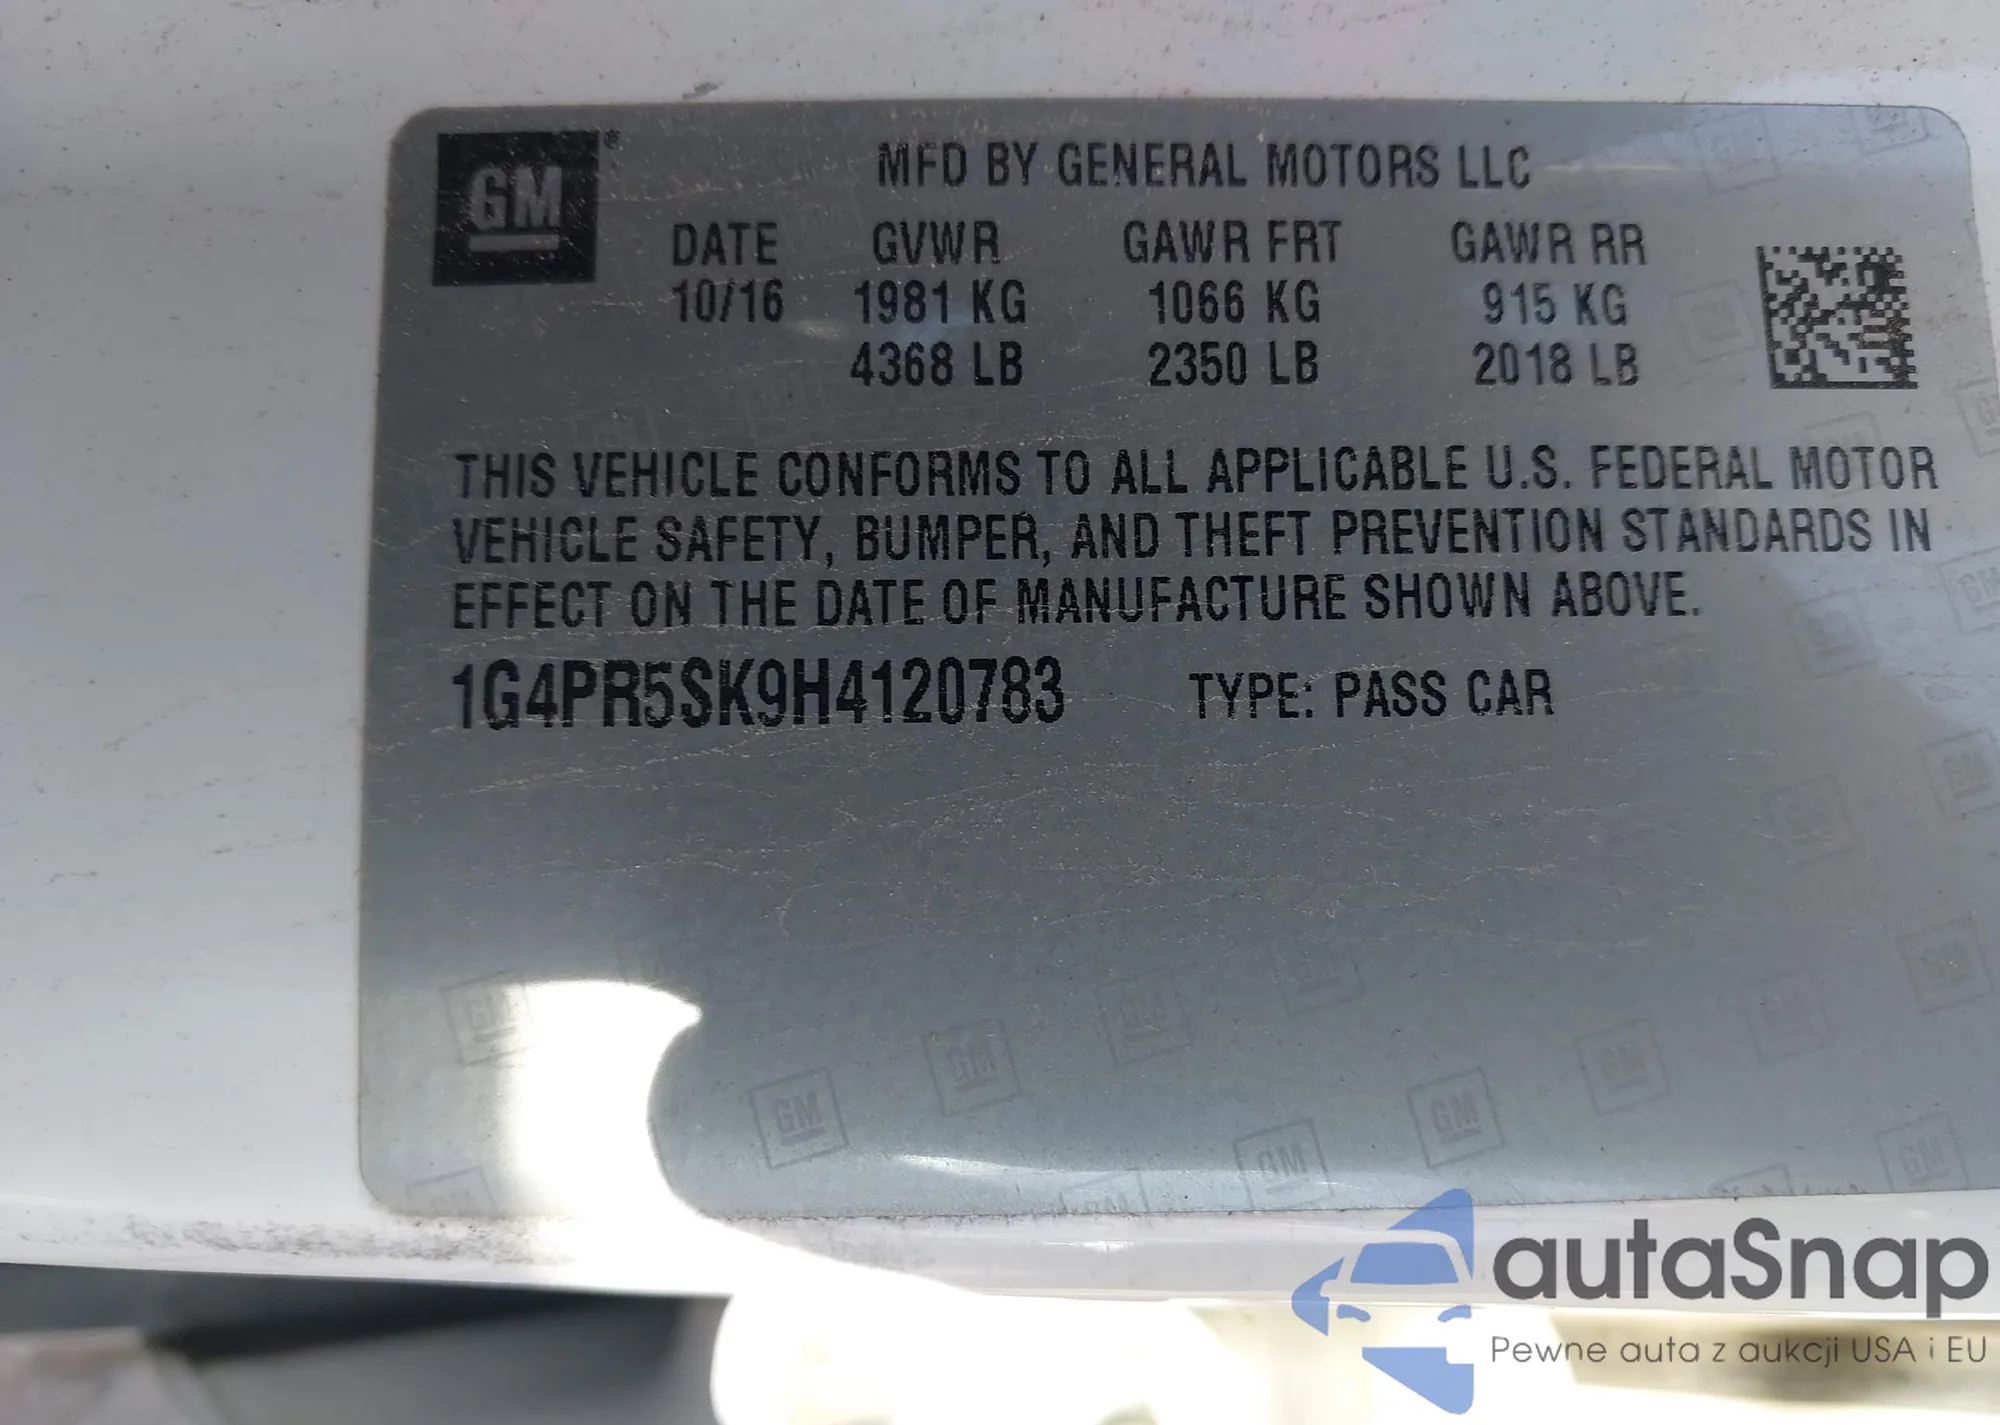 GM
MFD BY GENERAL MOTORS LLC
DATE GVWR GAWR FRT GAWR RR
10/16 1981 KG 1066 KG 915 KG
4368 LB 2350 LB 2018 LB
THIS VEHICLE CONFORMS TO ALL APPLICABLE U.S. FEDERAL MOTOR
VEHICLE SAFETY, BUMPER, AND THEFT PREVENTION STANDARDS IN
EFFECT ON THE DATE OF MANUFACTURE SHOWN ABOVE.
1G4PR5SK9H4120783 TYPE: PASS CAR
autaSnap
Pewne auta z aukcji USA i EU